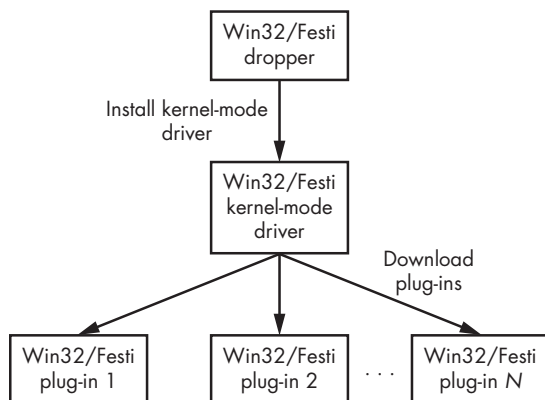 Win32/Festi
dropper
Install kernel-mode
driver
Win32/Festi
kernel-mode
driver
Download
plug-ins
Win32/Festi
plug-in 1
Win32/Festi
plug-in 2
. . .
Win32/Festi
plug-in N